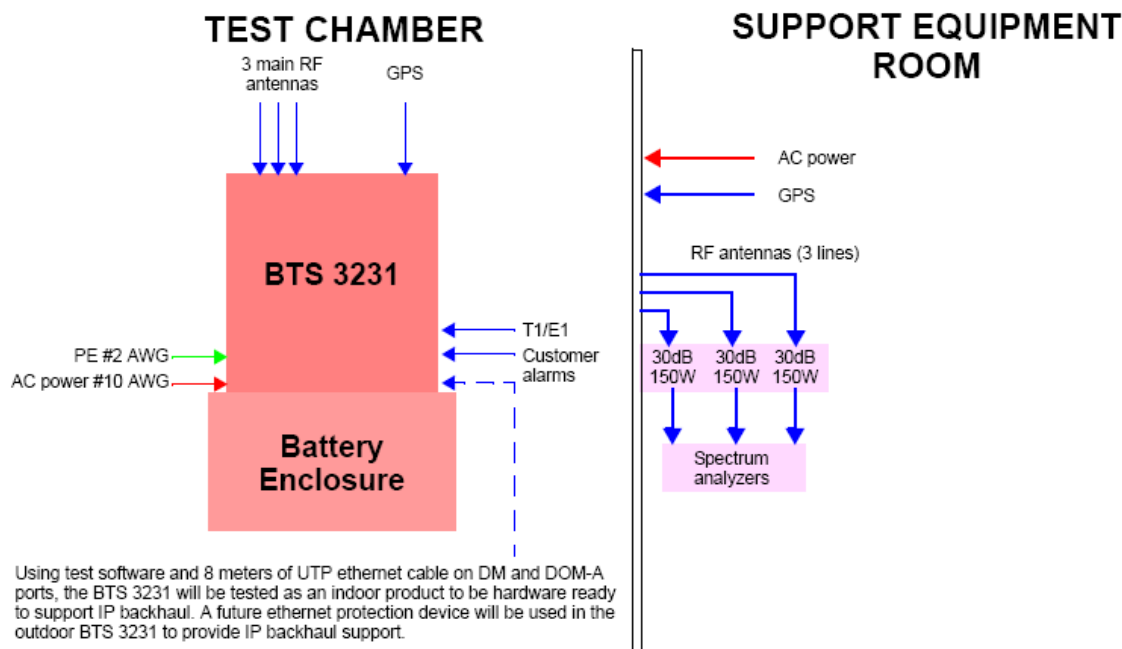 TEST CHAMBER
3 main RF
antennas
GPS
BTS 3231
PE #2 AWG
AC power #10 AWG
T1/E1
Customer
alarms
Battery
Enclosure
Using test software and 8 meters of UTP ethernet cable on DM and DOM-A
ports, the BTS 3231 will be tested as an indoor product to be hardware ready
to support IP backhaul. A future ethernet protection device will be used in the
outdoor BTS 3231 to provide IP backhaul support.
SUPPORT EQUIPMENT
ROOM
AC power
GPS
RF antennas (3 lines)
30dB 30dB 30dB
150W 150W 150W
Spectrum
analyzers